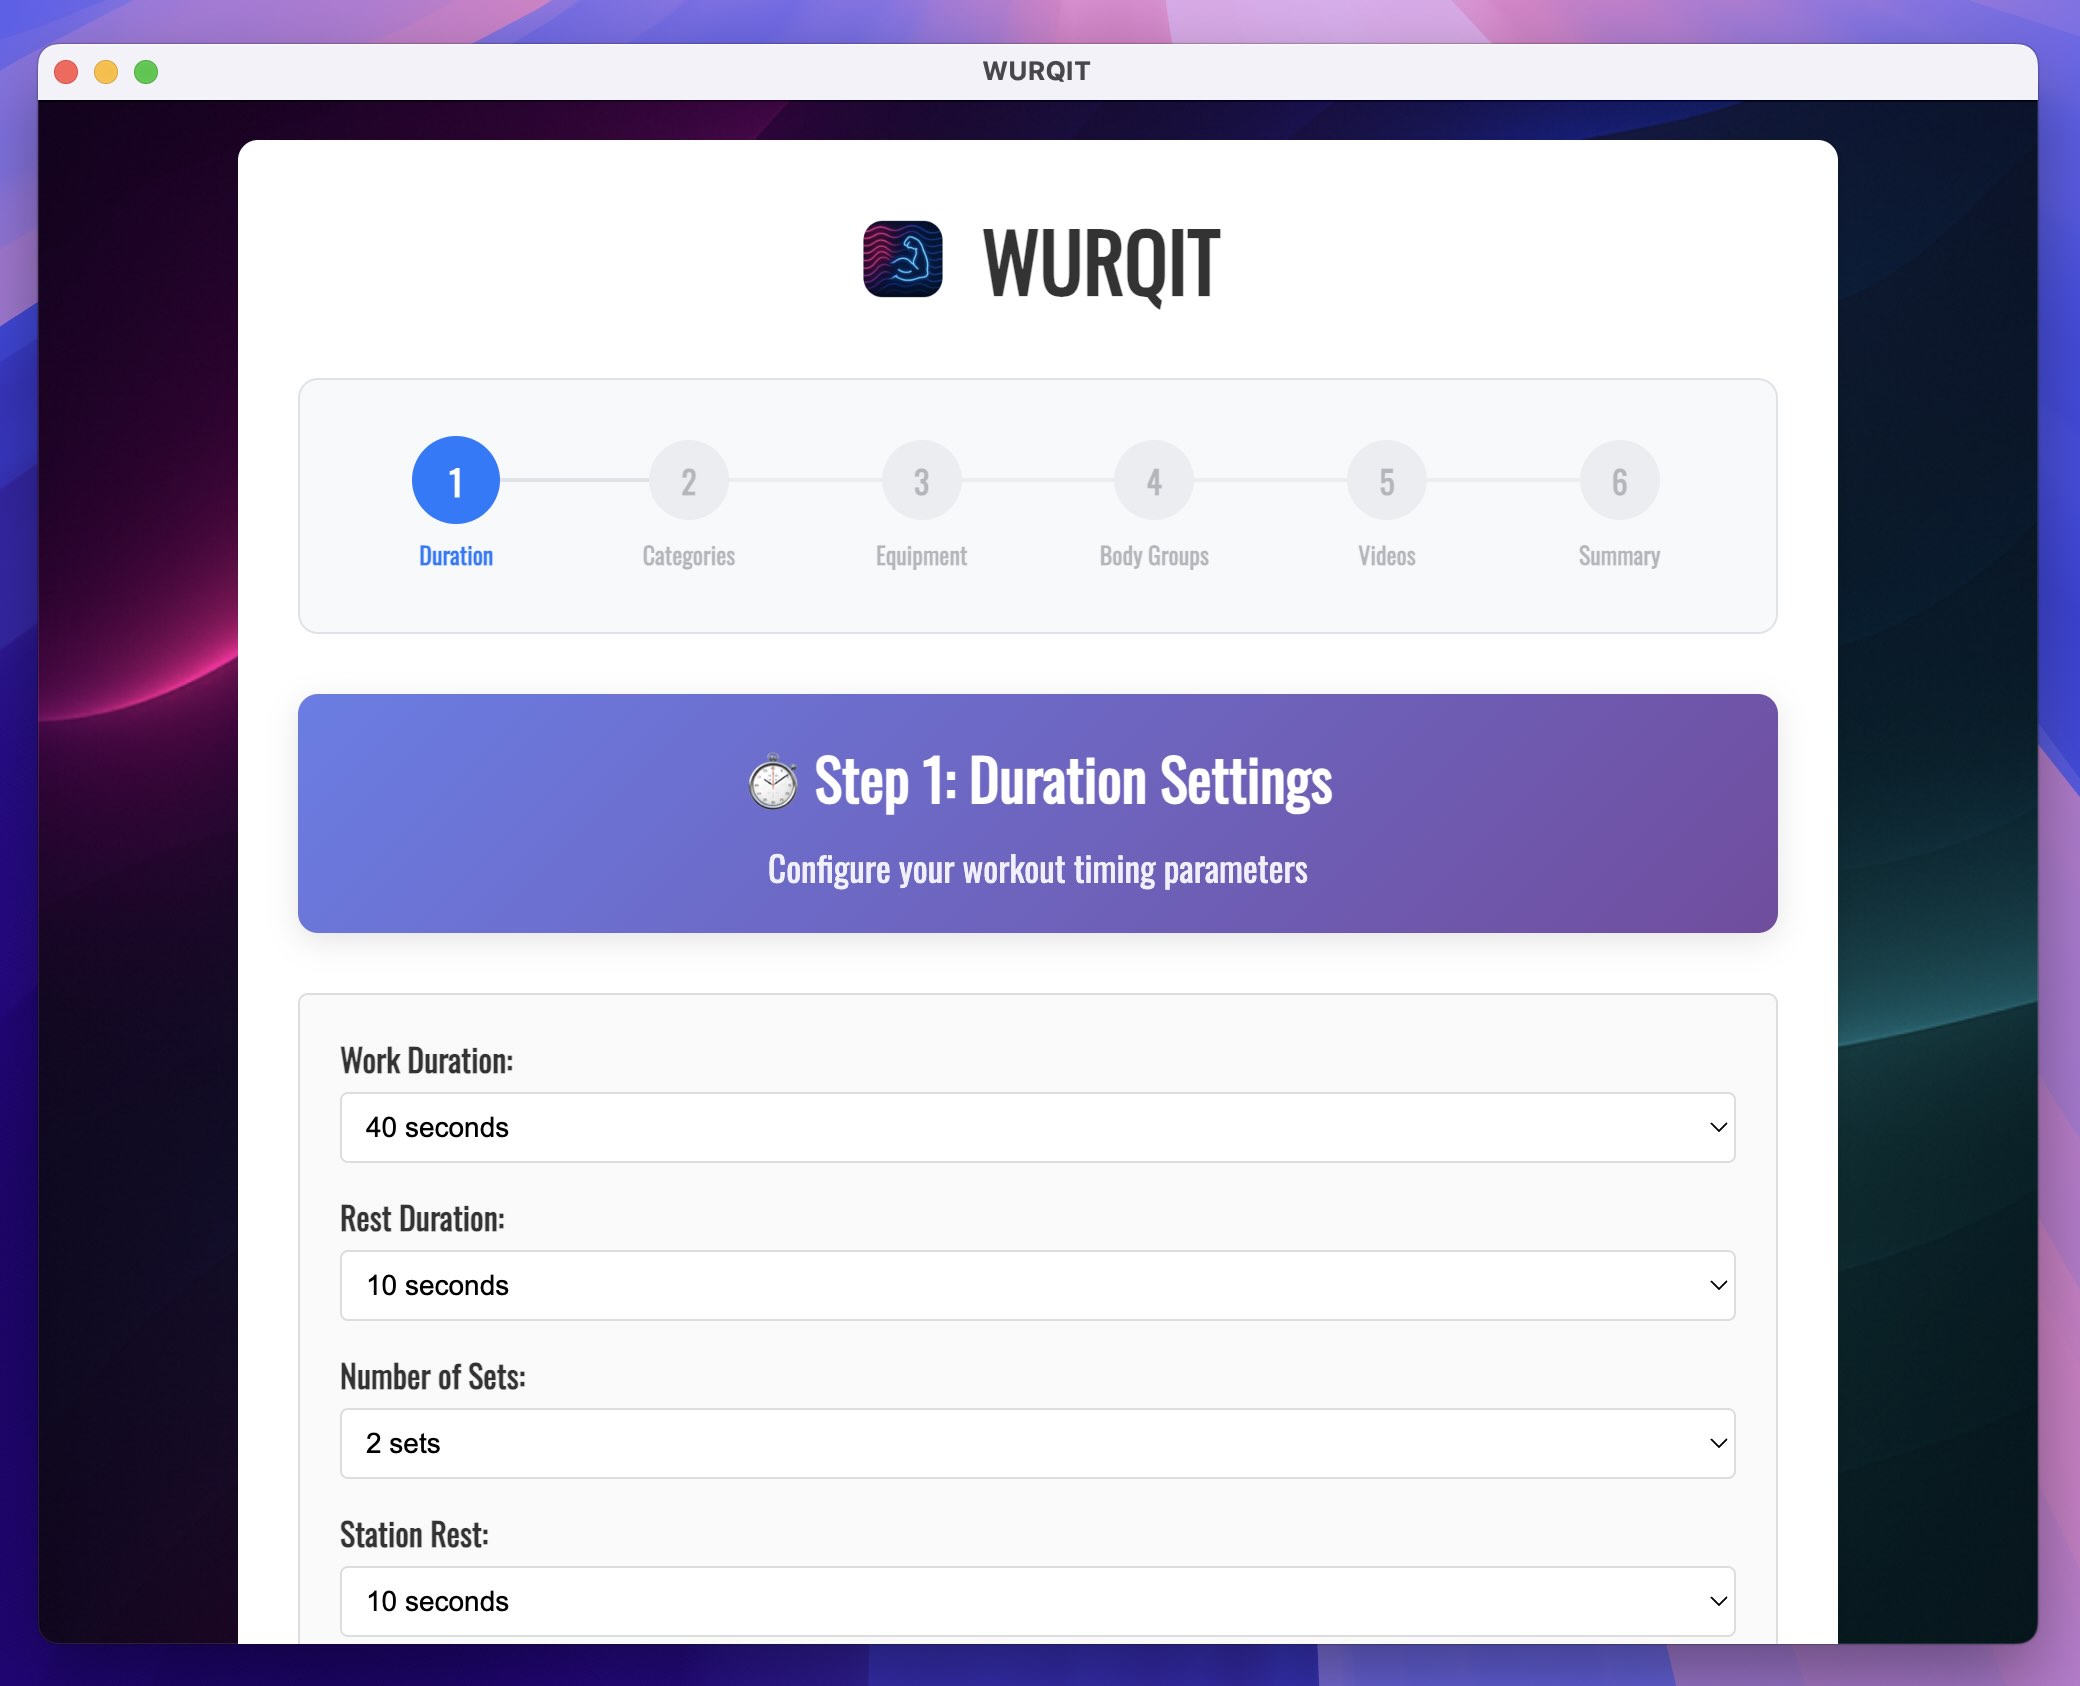 WURQIT
WURQIT
1
2
3
4
5
6
Duration
Categories
Equipment
Body Groups
Videos
Summary
Step 1: Duration Settings
Configure your workout timing parameters
Work Duration:
40 seconds
Rest Duration:
10 seconds
Number of Sets:
2 sets
Station Rest:
10 seconds